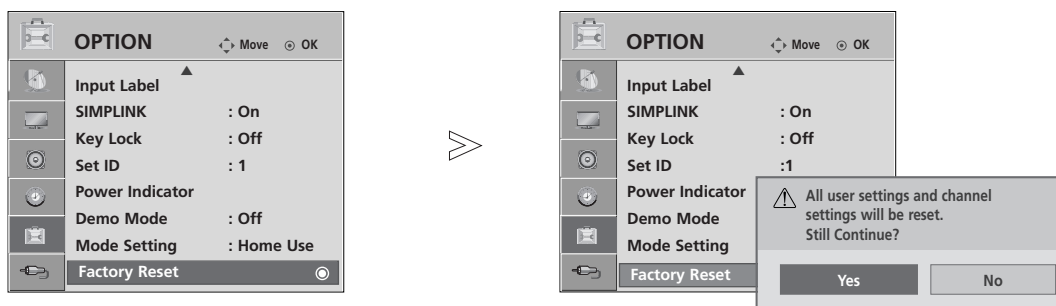 OPTION
Move OK
Input Label
SIMPLINK : On
Key Lock : Off
Set ID : 1
Power Indicator
Demo Mode : Off
Mode Setting : Home Use
Factory Reset
OPTION
Move OK
Input Label
SIMPLINK : On
Key Lock : Off
Set ID :1
Power Indicator
Demo Mode
Mode Setting
Factory Reset
All user settings and channel
settings will be reset.
Still Continue?
Yes No